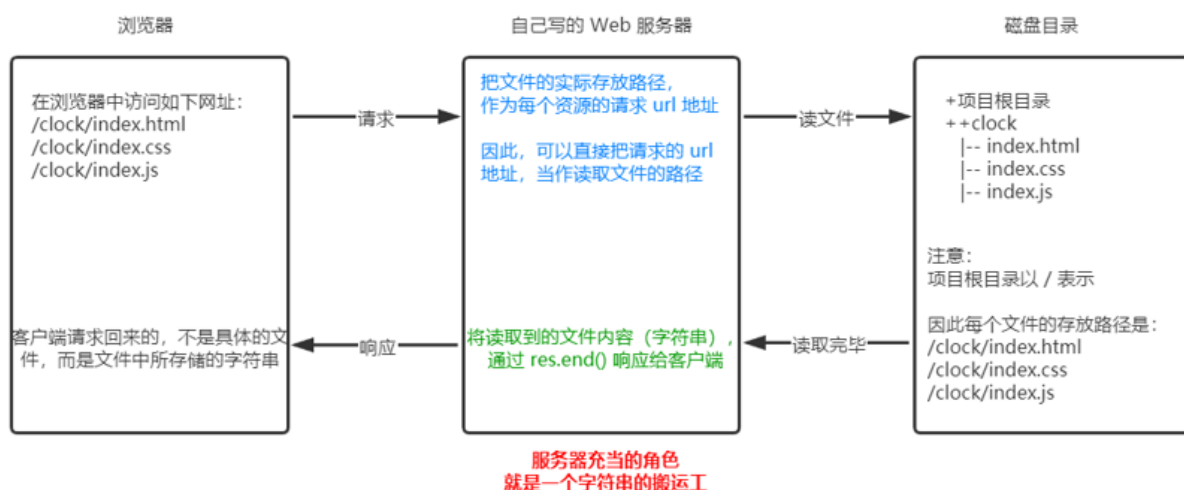 浏览器
自己写的 Web 服务器
磁盘目录
在浏览器中访问如下网址：
/clock/index.html
/clock/index.css
/clock/index.js
请求
把文件的实际存放路径，
作为每个资源的请求 url 地址
因此，可以直接把请求的 url
地址，当作读取文件的路径
读文件
+项目根目录
++clock
|-- index.html
|-- index.css
|-- index.js
注意：
项目根目录以 / 表示
因此每个文件的存放路径是：
/clock/index.html
/clock/index.css
/clock/index.js
读取完毕
将读取到的文件内容（字符串），
通过 res.end() 响应给客户端
响应
客户端请求回来的，不是具体的文
件，而是文件中所存储的字符串
服务器充当的角色
就是一个字符串的搬运工